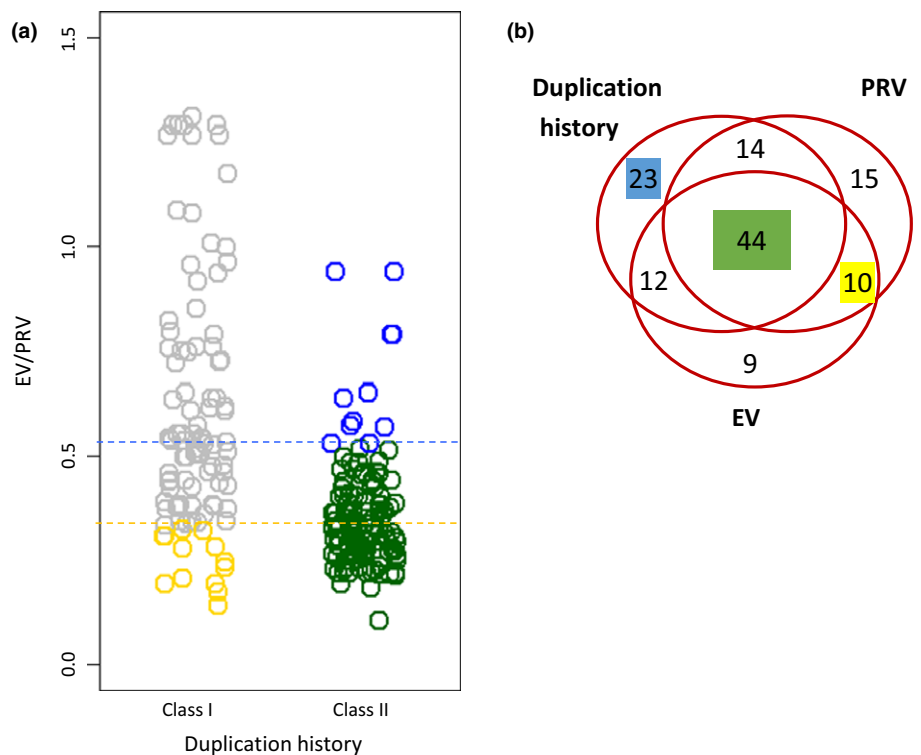 (a)
1.5
1.0
0.5
0.0
EV/PRV
Class I
Class II
Duplication history
(b)
Duplication
history
PRV
14
23
15
44
12
10
9
EV